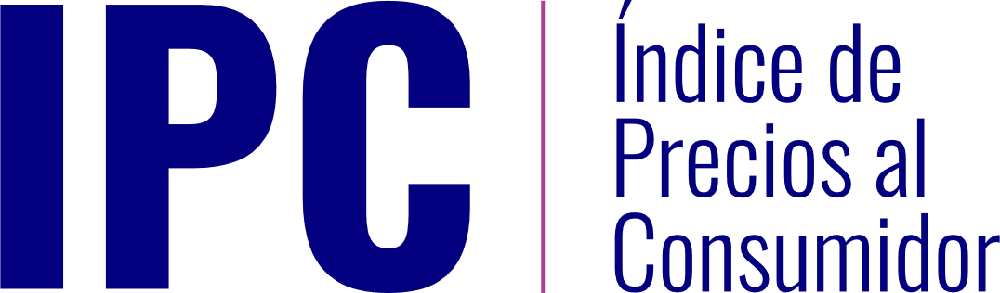 IPC
Índice de
Precios al
Consumidor